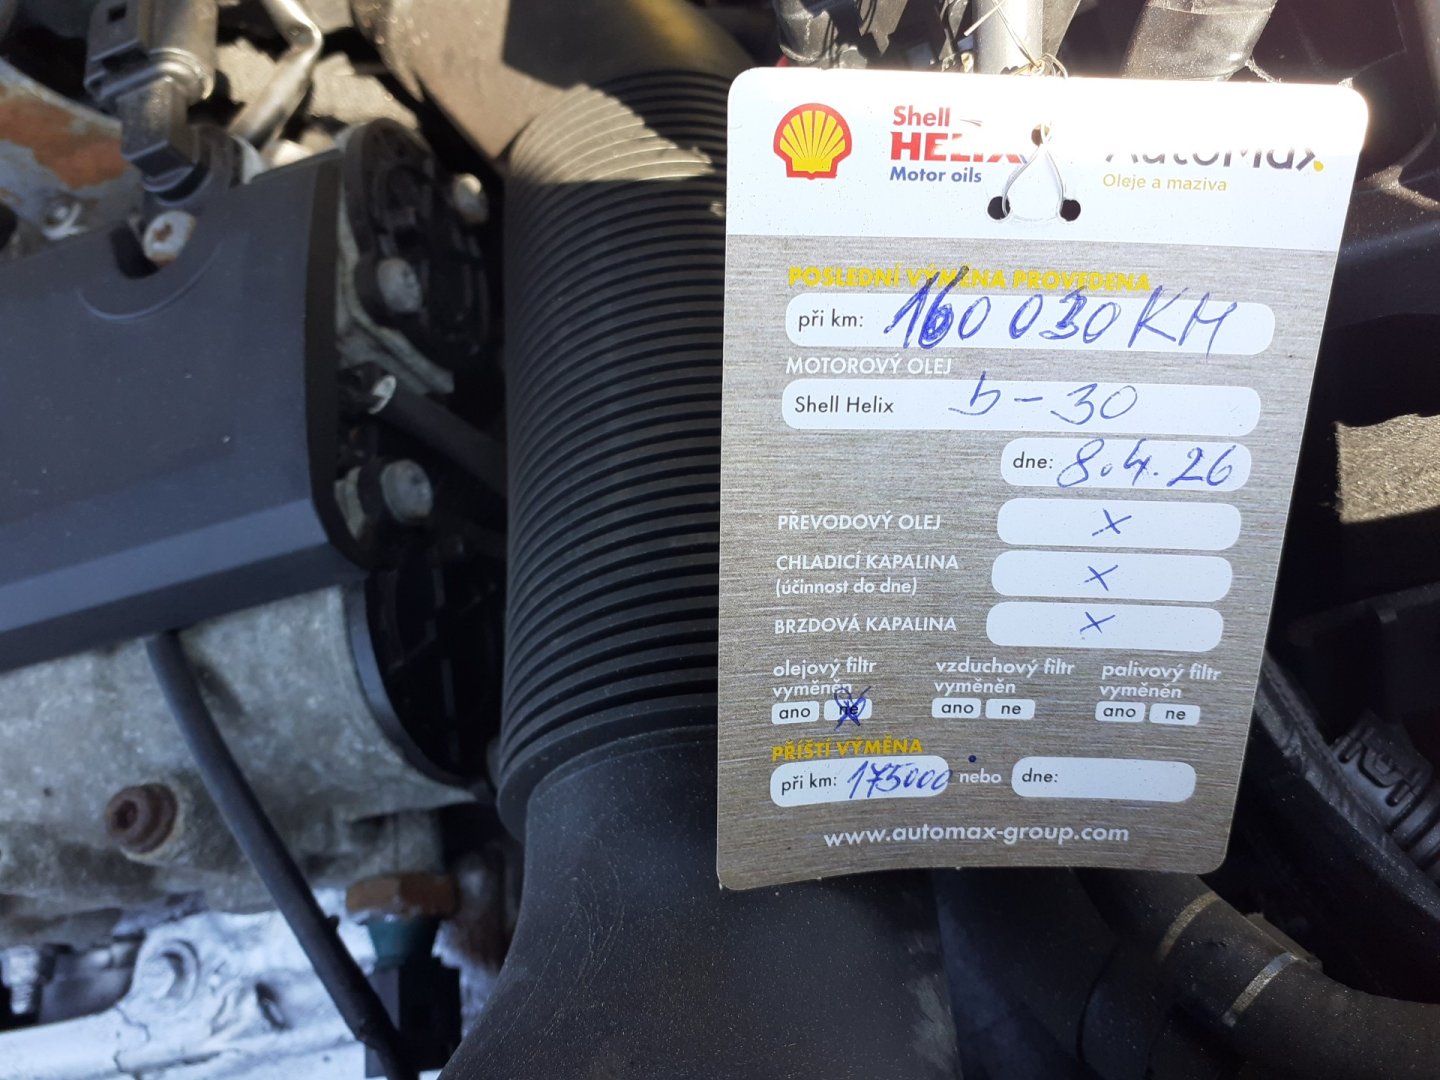 Shell
HELIX
Motor oils
AutoMax
Oleje a maziva
POSLEDNÍ VÝMĚNA PROVEDENA
při km: 160 030 KM
MOTOROVÝ OLEJ
Shell Helix 5-30
dne: 8.4.26
PŘEVODOVÝ OLEJ X
CHLADICÍ KAPALINA X
(účinnost do dne)
BRZDOVÁ KAPALINA X
olejový filtr vzduchový filtr palivový filtr
vyměněn vyměněn vyměněn
ano ne ano ne ano ne
PŘÍŠTÍ VÝMĚNA
při km: 175000 nebo dne:
www.automax-group.com